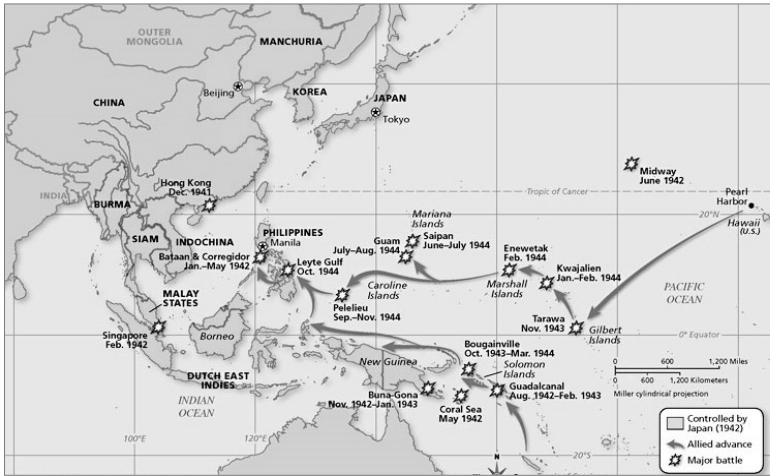 OUTER
MONGOLIA
MANCHURIA
Beijing
KOREA
JAPAN
CHINA
Tokyo
Midway
June 1942
INDIA
Hong Kong
Dec. 1941
Tropic of Cancer
Pearl
Harbor
BURMA
20°N
Hawaii
(U.S.)
Mariana
Islands
SIAM
INDOCHINA
PHILIPPINES
Manila
Guam
July–Aug. 1944
Saipan
June–July 1944
Enewetak
Feb. 1944
Bataan & Corregidor
Jan.–May 1942
Leyte Gulf
Oct. 1944
Kwajalien
Jan.–Feb. 1944
Caroline
Islands
Marshall
Islands
PACIFIC
OCEAN
MALAY
STATES
Pelelieu
Sep.–Nov. 1944
Tarawa
Nov. 1943
Gilbert
Islands
Singapore
Feb. 1942
Borneo
0° Equator
Bougainville
Oct. 1943–Mar. 1944
New Guinea
Solomon
Islands
0 600 1,200 Miles
0 600 1,200 Kilometers
Miller cylindrical projection
DUTCH EAST
INDIES
INDIAN
OCEAN
Buna-Gona
Nov. 1942–Jan. 1943
Guadalcanal
Aug. 1942–Feb. 1943
Coral Sea
May 1942
Controlled by
Japan (1942)
Allied advance
Major battle
100°E
120°E
N
20°S